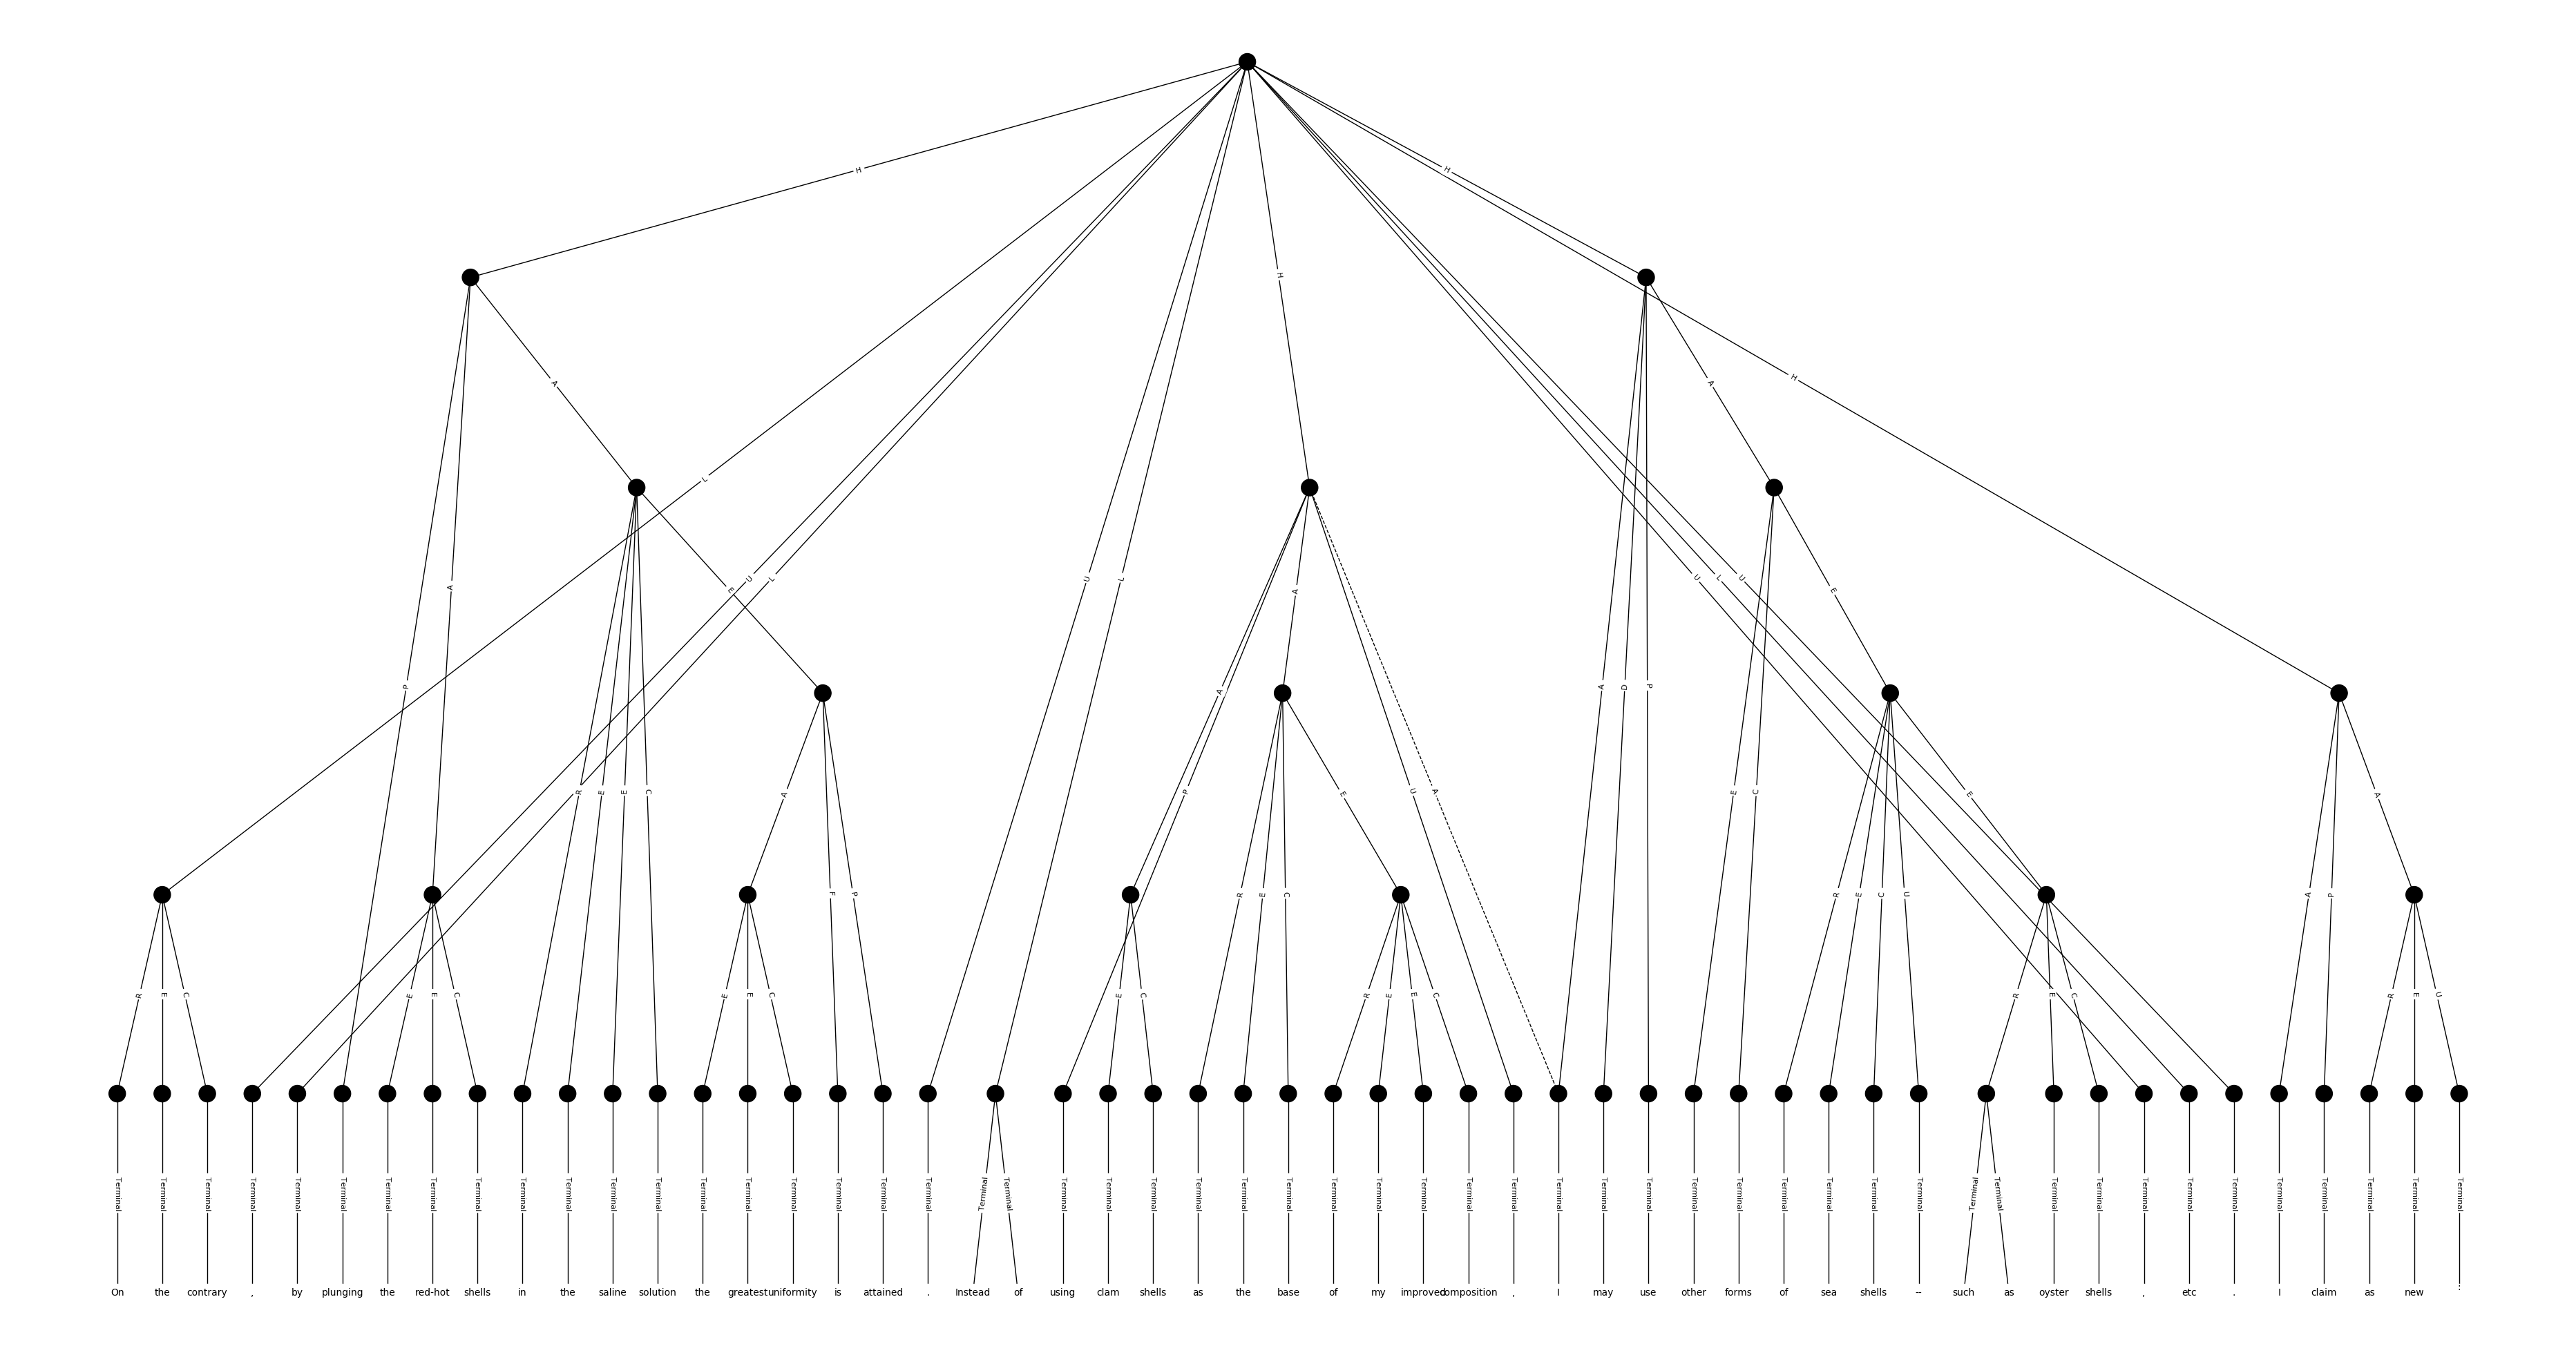 H H
H
H
A A
L
P A E U L A U L A A D P U L U E H
R E E C A P E U A E C E A
A F P R E C R E C U A P
R E C E E C E E C E C R E E C R E C R E U
Terminal Terminal Terminal Terminal Terminal Terminal Terminal Terminal Terminal Terminal Terminal Terminal Terminal Terminal Terminal Terminal Terminal Terminal Terminal Terminal Terminal Terminal Terminal Terminal Terminal Terminal Terminal Terminal Terminal Terminal Terminal Terminal Terminal Terminal Terminal Terminal Terminal Terminal Terminal Terminal Terminal Terminal Terminal Terminal Terminal Terminal Terminal Terminal Terminal Terminal Terminal Terminal Terminal
On the contrary , by plunging the red-hot shells in the saline solution the greatest uniformity is attained . Instead of using clam shells as the base of my improved composition , I may use other forms of sea shells -- such as oyster shells , etc . I claim as new :